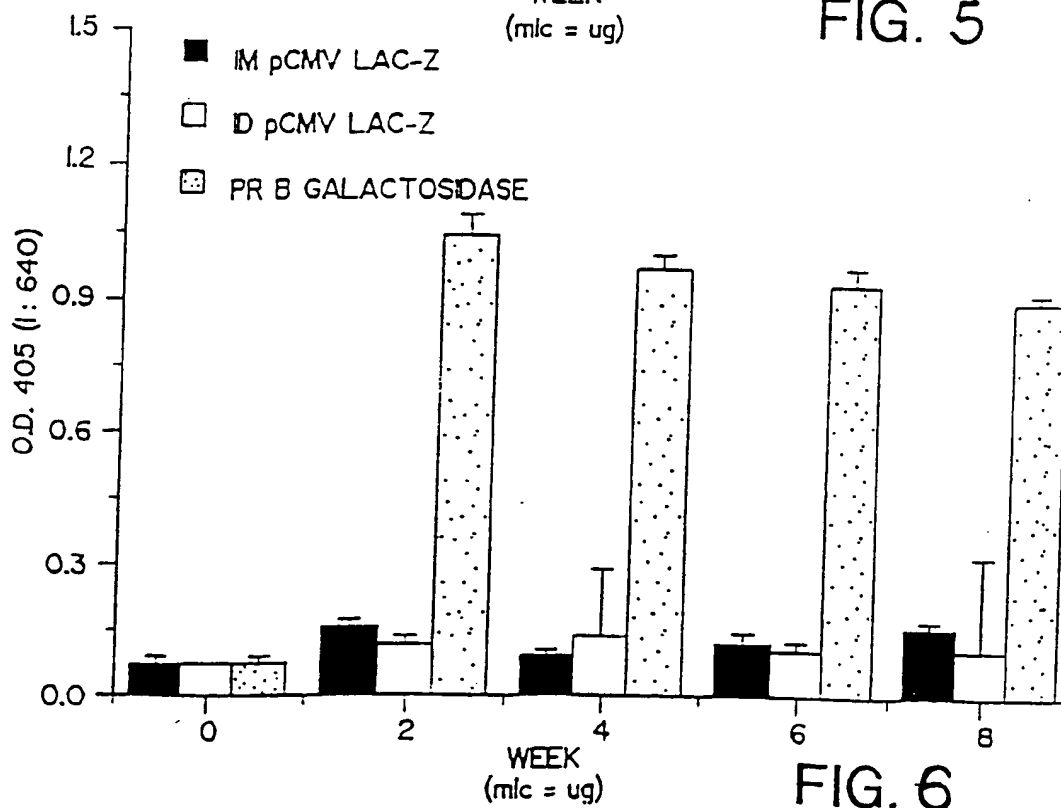 (mic = ug)
FIG. 5
1.5
1.2
0.9
0.6
0.3
0.0
O.D. 405 (1:640)
IM pCMV LAC-Z
ID pCMV LAC-Z
PR B GALACTOSIDASE
0 2 4 6 8
WEEK
(mic = ug)
FIG. 6